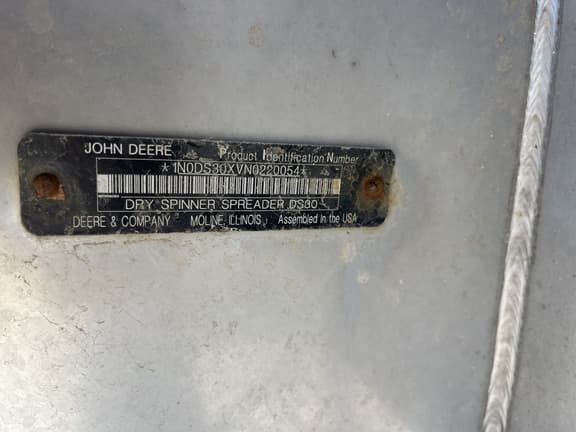 JOHN DEERE Product Identification Number
*1N0DS30XVN0220054*
DRY SPINNER SPREADER DS30
DEERE & COMPANY MOLINE, ILLINOIS Assembled in the USA